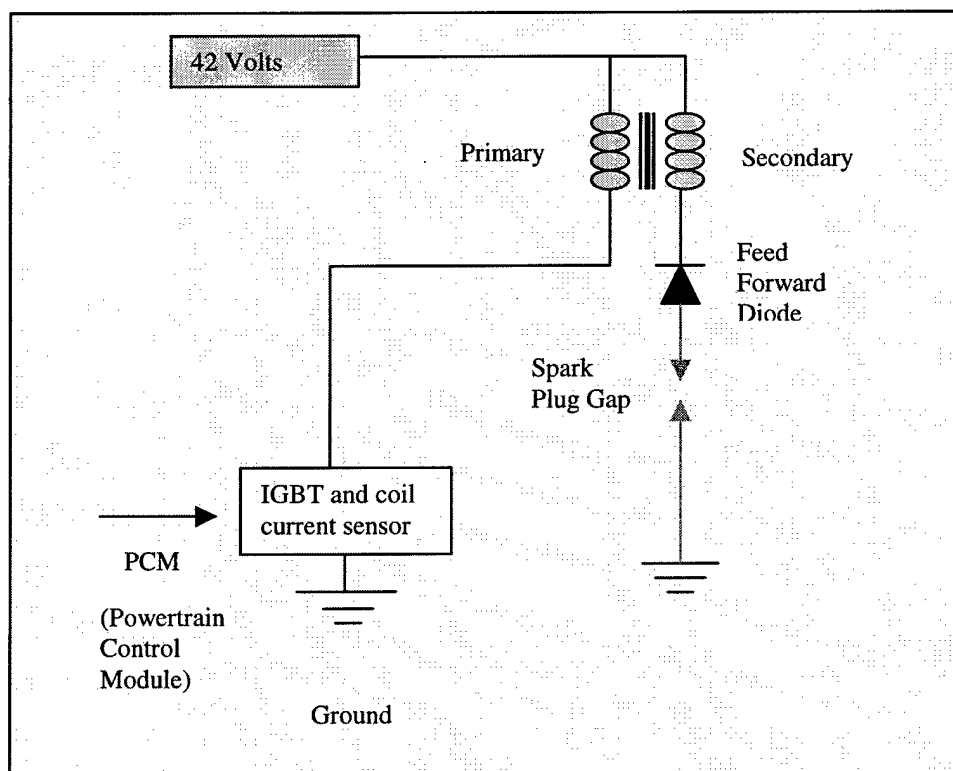 42 Volts
Primary
Secondary
Feed
Forward
Diode
Spark
Plug Gap
IGBT and coil
current sensor
PCM
(Powertrain
Control
Module)
Ground